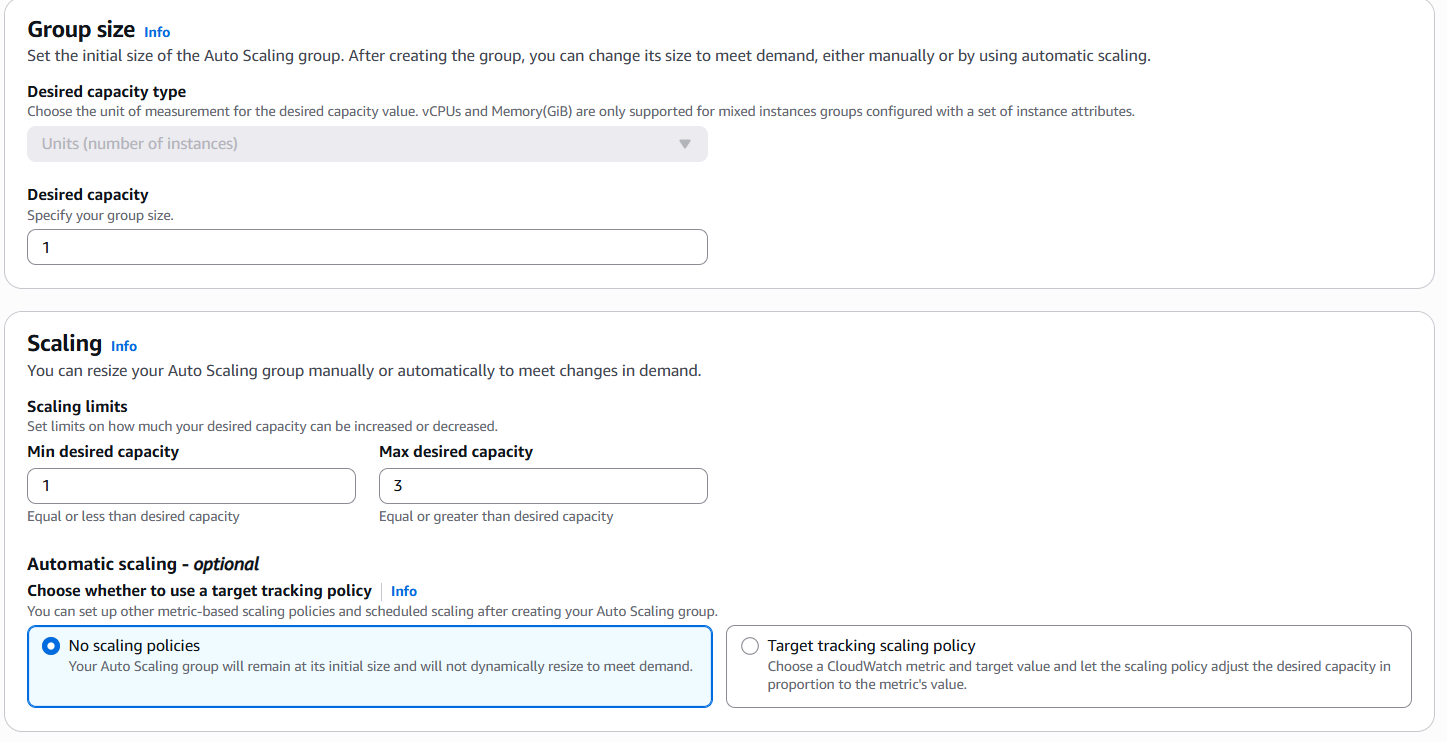 Group size Info
Set the initial size of the Auto Scaling group. After creating the group, you can change its size to meet demand, either manually or by using automatic scaling.
Desired capacity type
Choose the unit of measurement for the desired capacity value. vCPUs and Memory(GiB) are only supported for mixed instances groups configured with a set of instance attributes.
Units (number of instances)
Desired capacity
Specify your group size.
1
Scaling Info
You can resize your Auto Scaling group manually or automatically to meet changes in demand.
Scaling limits
Set limits on how much your desired capacity can be increased or decreased.
Min desired capacity Max desired capacity
1 3
Equal or less than desired capacity Equal or greater than desired capacity
Automatic scaling - optional
Choose whether to use a target tracking policy Info
You can set up other metric-based scaling policies and scheduled scaling after creating your Auto Scaling group.
No scaling policies
Your Auto Scaling group will remain at its initial size and will not dynamically resize to meet demand.
Target tracking scaling policy
Choose a CloudWatch metric and target value and let the scaling policy adjust the desired capacity in
proportion to the metric's value.